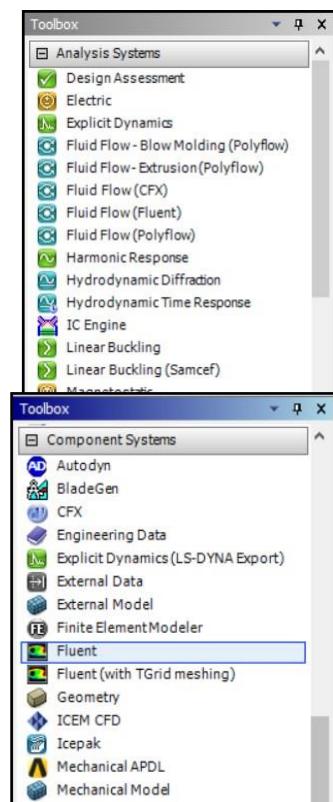 Toolbox
Analysis Systems
Design Assessment
Electric
Explicit Dynamics
Fluid Flow - Blow Molding (Polyflow)
Fluid Flow - Extrusion (Polyflow)
Fluid Flow (CFX)
Fluid Flow (Fluent)
Fluid Flow (Polyflow)
Harmonic Response
Hydrodynamic Diffraction
Hydrodynamic Time Response
IC Engine
Linear Buckling
Linear Buckling (Samcef)
Magnetostatic
Toolbox
Component Systems
AD Autodyn
BladeGen
CFX
Engineering Data
Explicit Dynamics (LS-DYNA Export)
External Data
External Model
FE Finite Element Modeler
Fluent
Fluent (with TGrid meshing)
Geometry
ICEM CFD
Icepak
Mechanical APDL
Mechanical Model